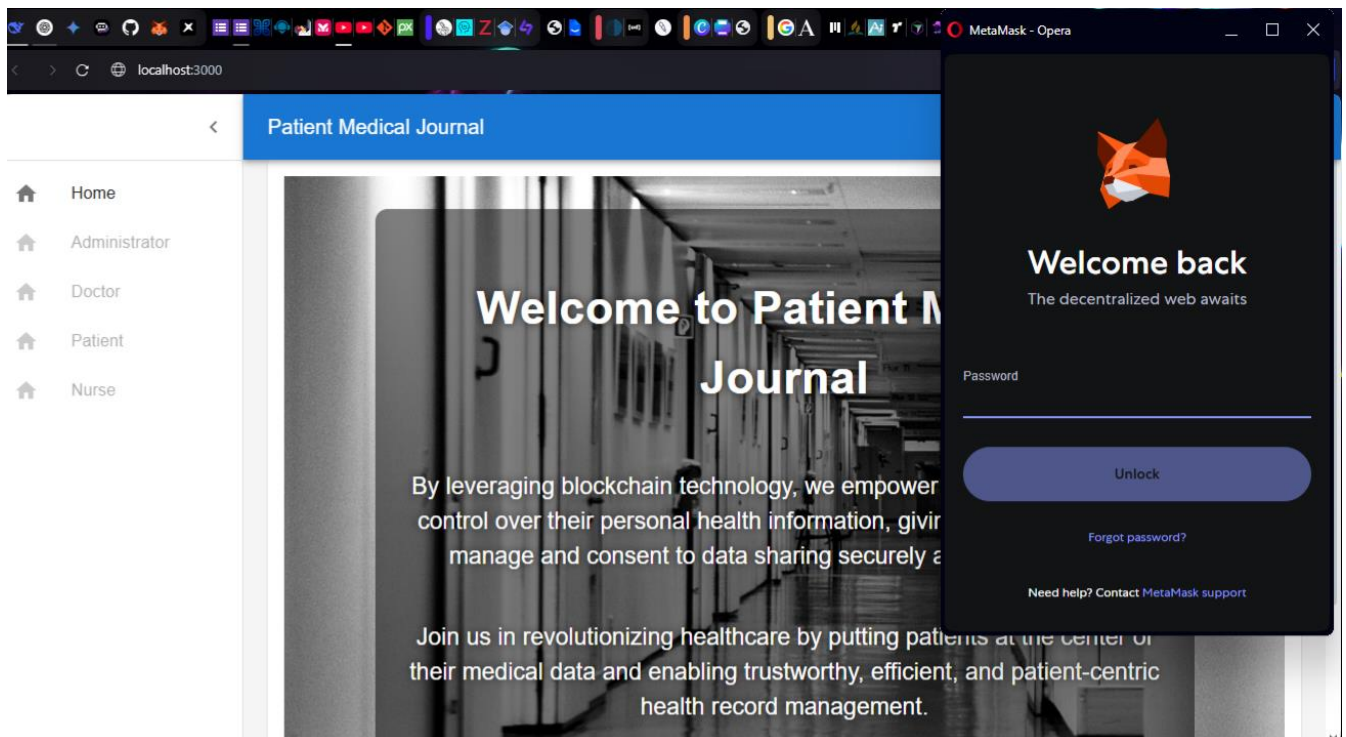 MetaMask - Opera
localhost:3000
Patient Medical Journal
Home
Administrator
Doctor
Patient
Nurse
Welcome to Patient
Journal
By leveraging blockchain technology, we empower
control over their personal health information,
manage and consent to data sharing securely
Join us in revolutionizing healthcare by putting patients at the center of
their medical data and enabling trustworthy, efficient, and patient-centric
health record management.
Welcome back
The decentralized web awaits
Password
Unlock
Forgot password?
Need help? Contact MetaMask support